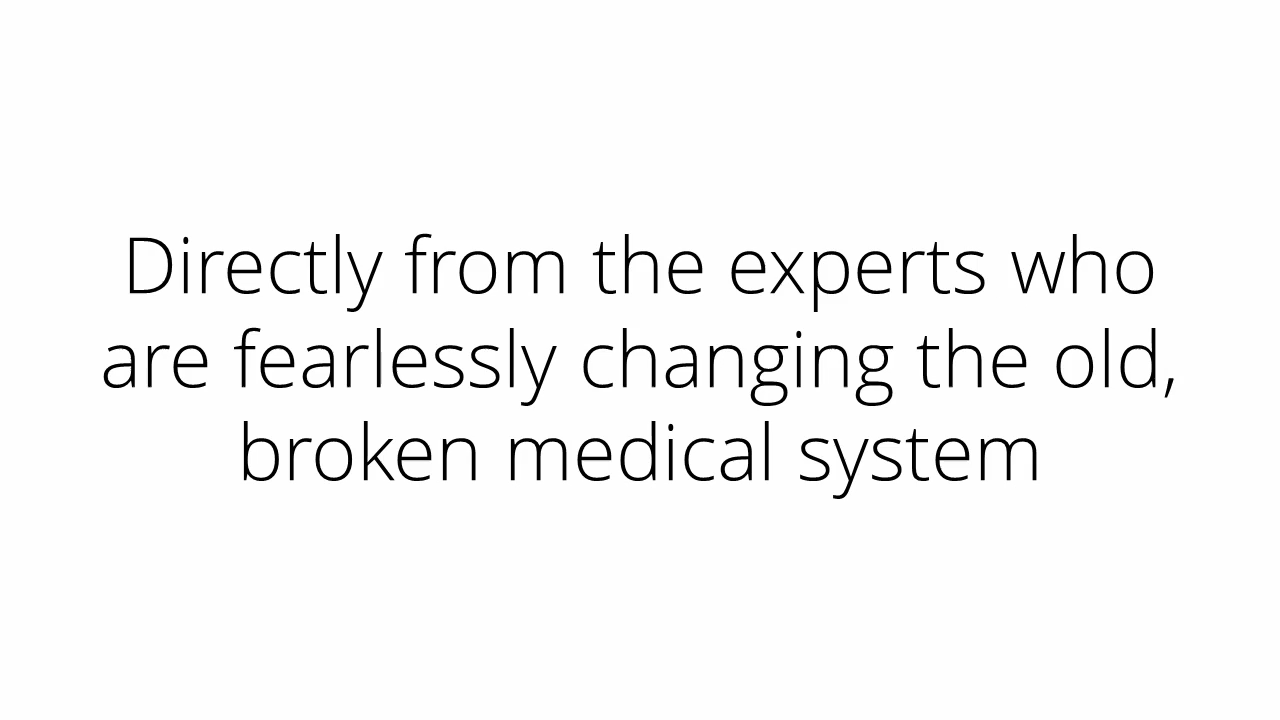 Directly from the experts who
are fearlessly changing the old,
broken medical system